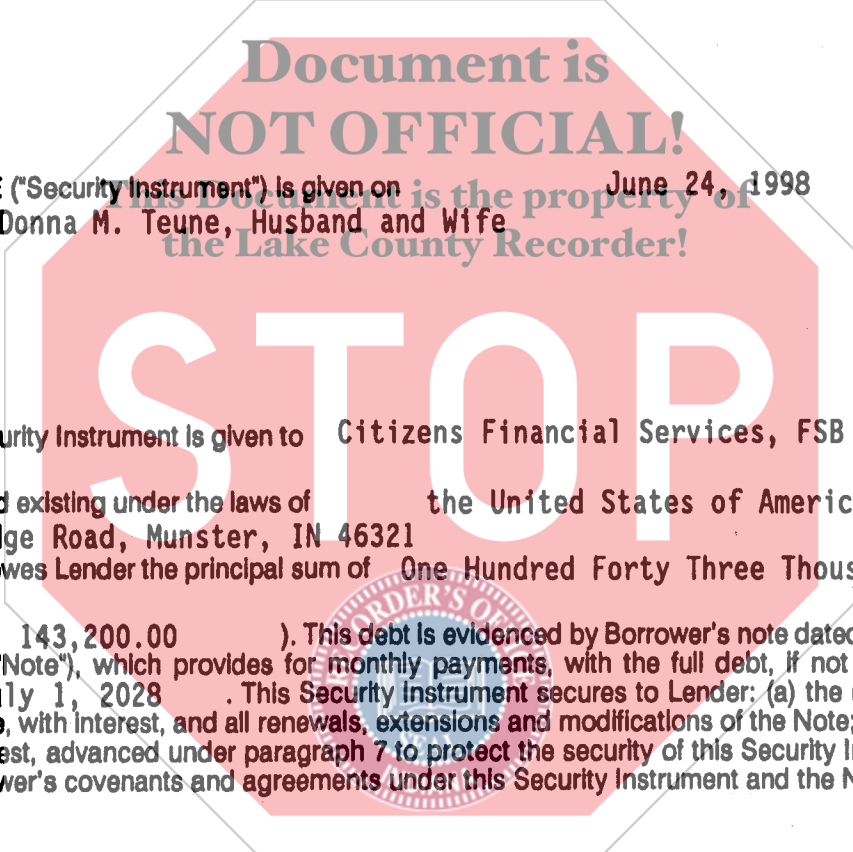 Document is
NOT OFFICIAL!
("Security Instrument") is given on June 24, 1998
This Document is the property of
Donna M. Teune, Husband and Wife
the Lake County Recorder!
STOP
urity Instrument is given to Citizens Financial Services, FSB
d existing under the laws of the United States of Americ
ge Road, Munster, IN 46321
wes Lender the principal sum of One Hundred Forty Three Thous
RECORDER'S OFFICE
143,200.00 ). This debt is evidenced by Borrower's note dated
"Note"), which provides for monthly payments, with the full debt, if not
ly 1, 2028 . This Security Instrument secures to Lender: (a) the
, with interest, and all renewals, extensions and modifications of the Note;
est, advanced under paragraph 7 to protect the security of this Security I
wer's covenants and agreements under this Security Instrument and the N
SEAL